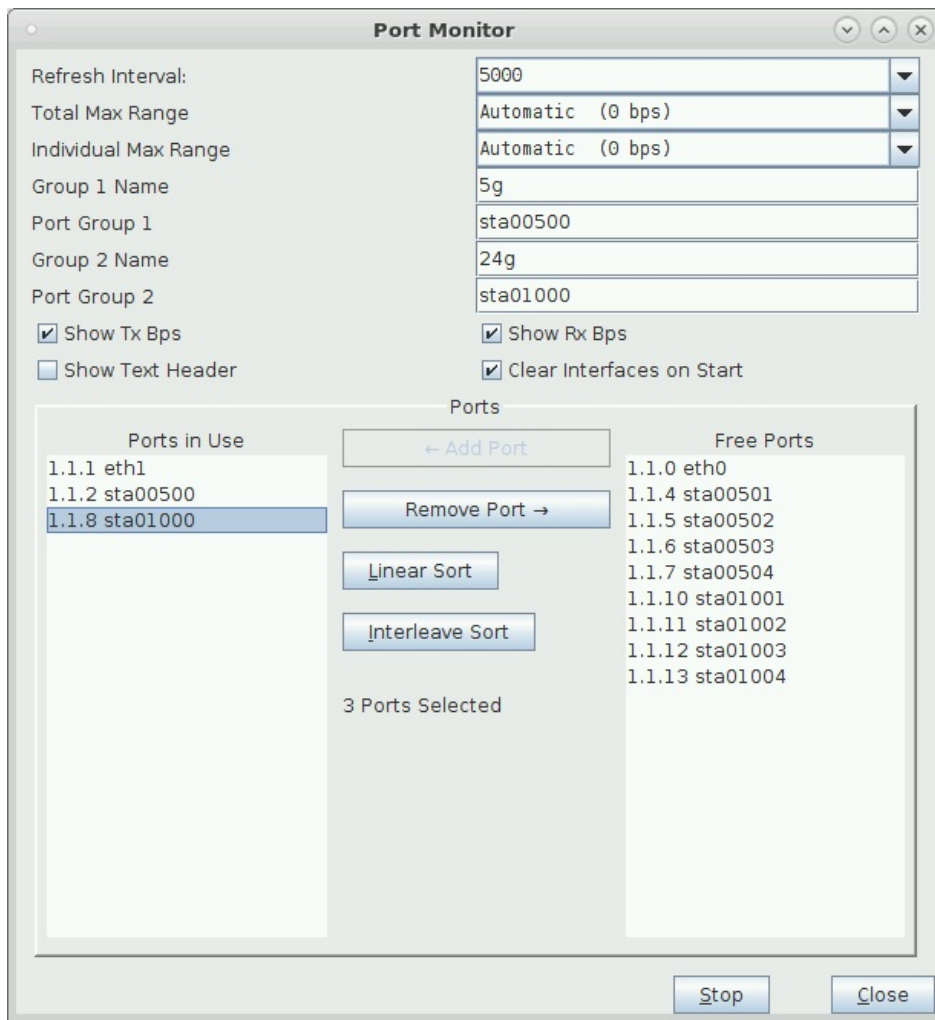 Port Monitor
Refresh Interval: 5000
Total Max Range Automatic (0 bps)
Individual Max Range Automatic (0 bps)
Group 1 Name 5g
Port Group 1 sta00500
Group 2 Name 24g
Port Group 2 sta01000
Show Tx Bps Show Rx Bps
Show Text Header Clear Interfaces on Start
Ports
Ports in Use
1.1.1 eth1
1.1.2 sta00500
1.1.8 sta01000
← Add Port
Remove Port →
Linear Sort
Interleave Sort
3 Ports Selected
Free Ports
1.1.0 eth0
1.1.4 sta00501
1.1.5 sta00502
1.1.6 sta00503
1.1.7 sta00504
1.1.10 sta01001
1.1.11 sta01002
1.1.12 sta01003
1.1.13 sta01004
Stop Close